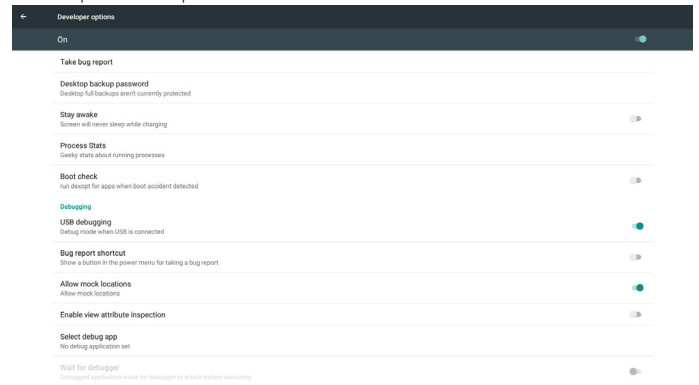 Developer options
On
Take bug report
Desktop backup password
Desktop full backups aren't currently protected
Stay awake
Screen will never sleep while charging
Process Stats
Geeky stats about running processes
Boot check
run dexopt for apps when boot accident detected
Debugging
USB debugging
Debug mode when USB is connected
Bug report shortcut
Show a button in the power menu for taking a bug report
Allow mock locations
Allow mock locations
Enable view attribute inspection
Select debug app
No debug application set
Wait for debugger
Debugged application waits for debugger to attach before executing